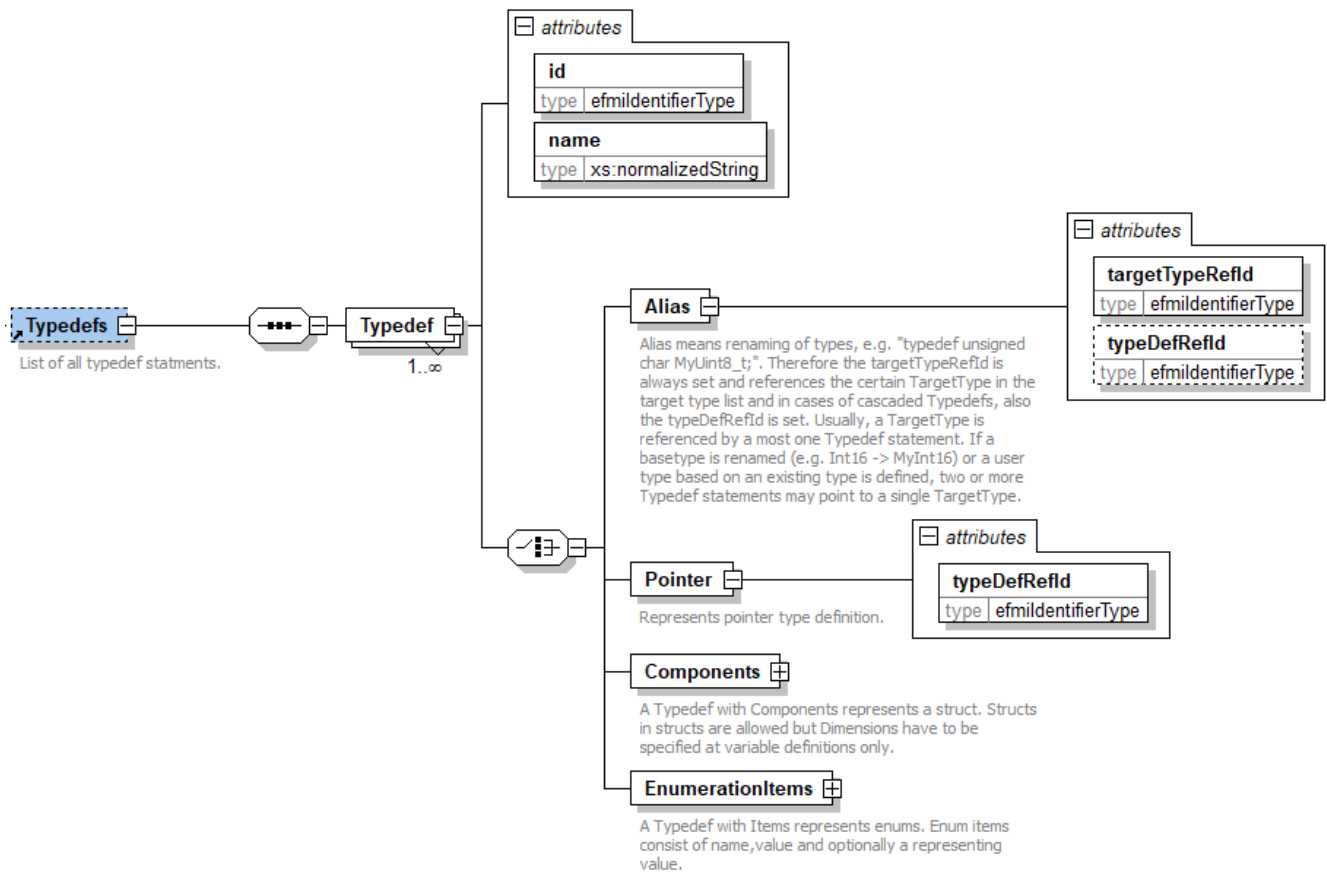 attributes
id
type efmiIdentifierType
name
type xs:normalizedString
attributes
targetTypeRefId
type efmiIdentifierType
typeDefRefId
type efmiIdentifierType
Typedefs
List of all typedef statments.
Typedef
1..∞
Alias
Alias means renaming of types, e.g. "typedef unsigned
char MyUint8_t;". Therefore the targetTypeRefId is
always set and references the certain TargetType in the
target type list and in cases of cascaded Typedefs, also
the typeDefRefId is set. Usually, a TargetType is
referenced by a most one Typedef statement. If a
basetype is renamed (e.g. Int16 -> MyInt16) or a user
type based on an existing type is defined, two or more
Typedef statements may point to a single TargetType.
attributes
typeDefRefId
type efmiIdentifierType
Pointer
Represents pointer type definition.
Components
A Typedef with Components represents a struct. Structs
in structs are allowed but Dimensions have to be
specified at variable definitions only.
EnumerationItems
A Typedef with Items represents enums. Enum items
consist of name,value and optionally a representing
value.